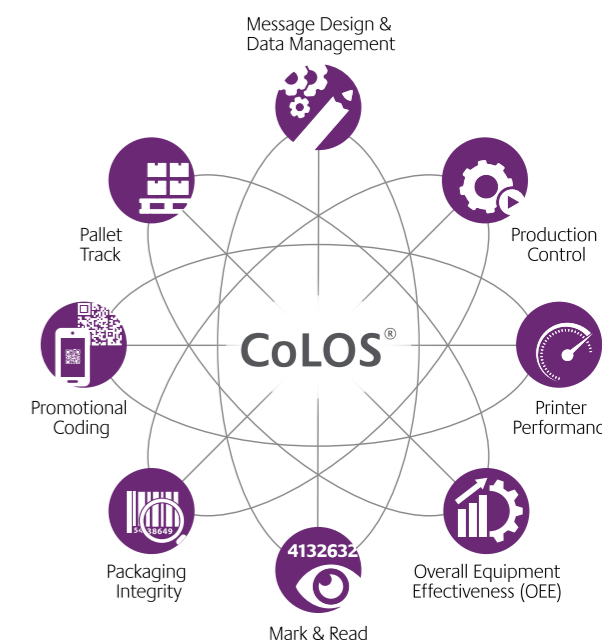 Message Design &
Data Management
Pallet
Track
Production
Control
CoLOS®
Promotional
Coding
Printer
Performanc
Packaging
Integrity
4132632
Overall Equipment
Effectiveness (OEE)
Mark & Read